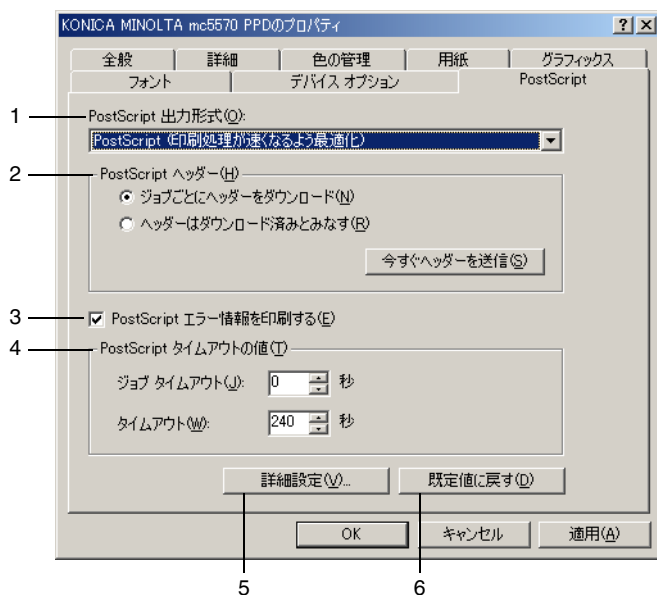 KONICA MINOLTA mc5570 PPDのプロパティ
全般 詳細 色の管理 用紙 グラフィックス
フォント デバイス オプション PostScript
1 PostScript 出力形式(O):
PostScript (印刷処理が速くなるよう最適化)
2 PostScript ヘッダー(H)
ジョブごとにヘッダーをダウンロード(N)
ヘッダーはダウンロード済みとみなす(R)
今すぐヘッダーを送信(S)
3 PostScript エラー情報を印刷する(E)
4 PostScript タイムアウトの値(T)
ジョブ タイムアウト(J): 0 秒
タイムアウト(W): 240 秒
詳細設定(V)... 既定値に戻す(D)
OK キャンセル 適用(A)
5 6